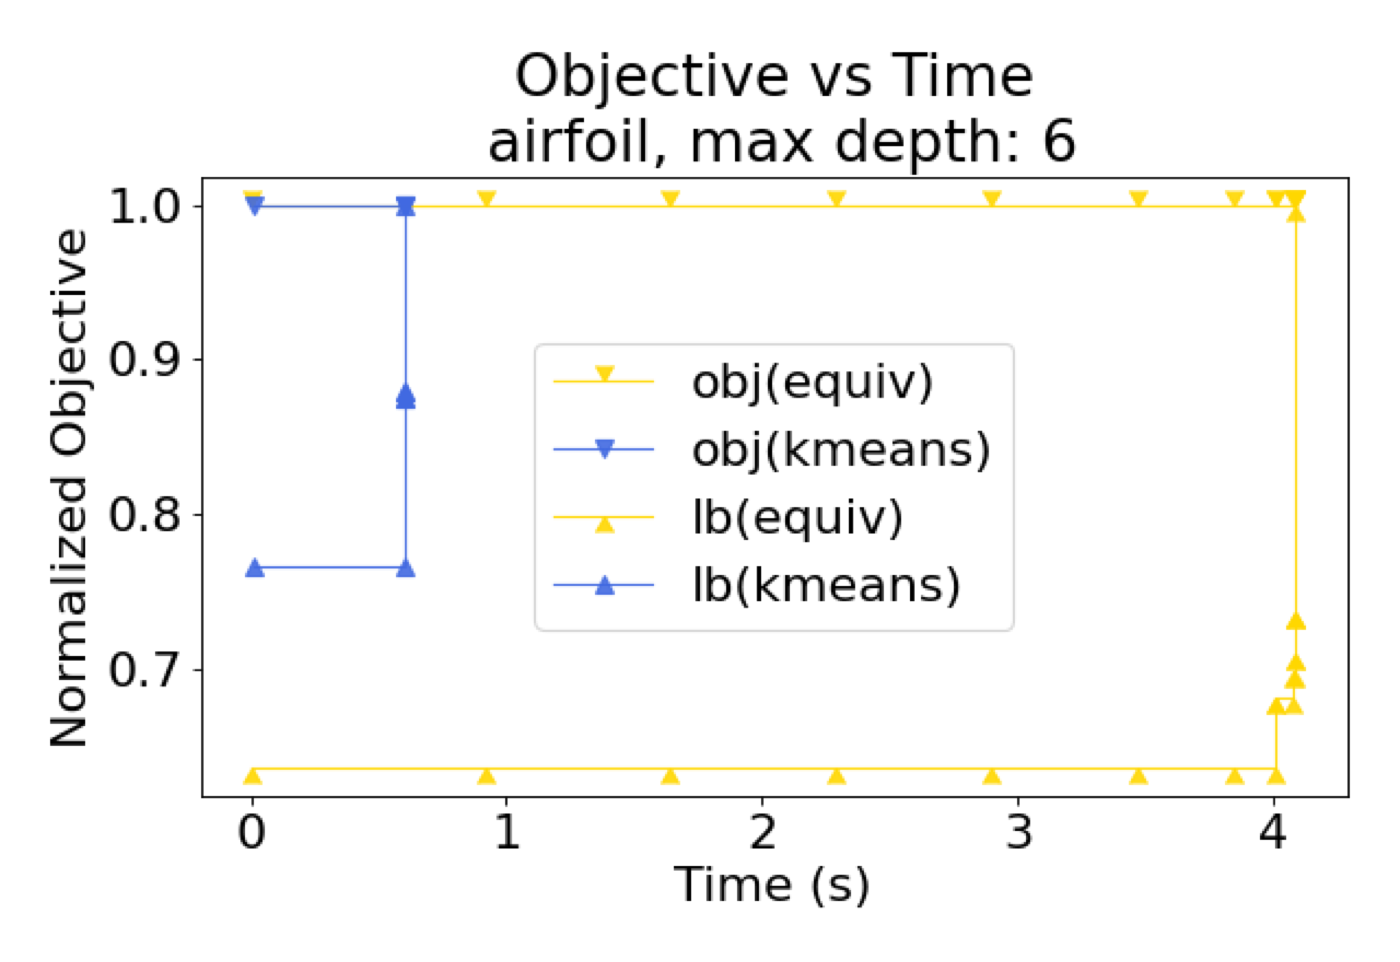 Objective vs Time
airfoil, max depth: 6
Normalized Objective
1.0
0.9
0.8
0.7
obj(equiv)
obj(kmeans)
lb(equiv)
lb(kmeans)
0 1 2 3 4
Time (s)